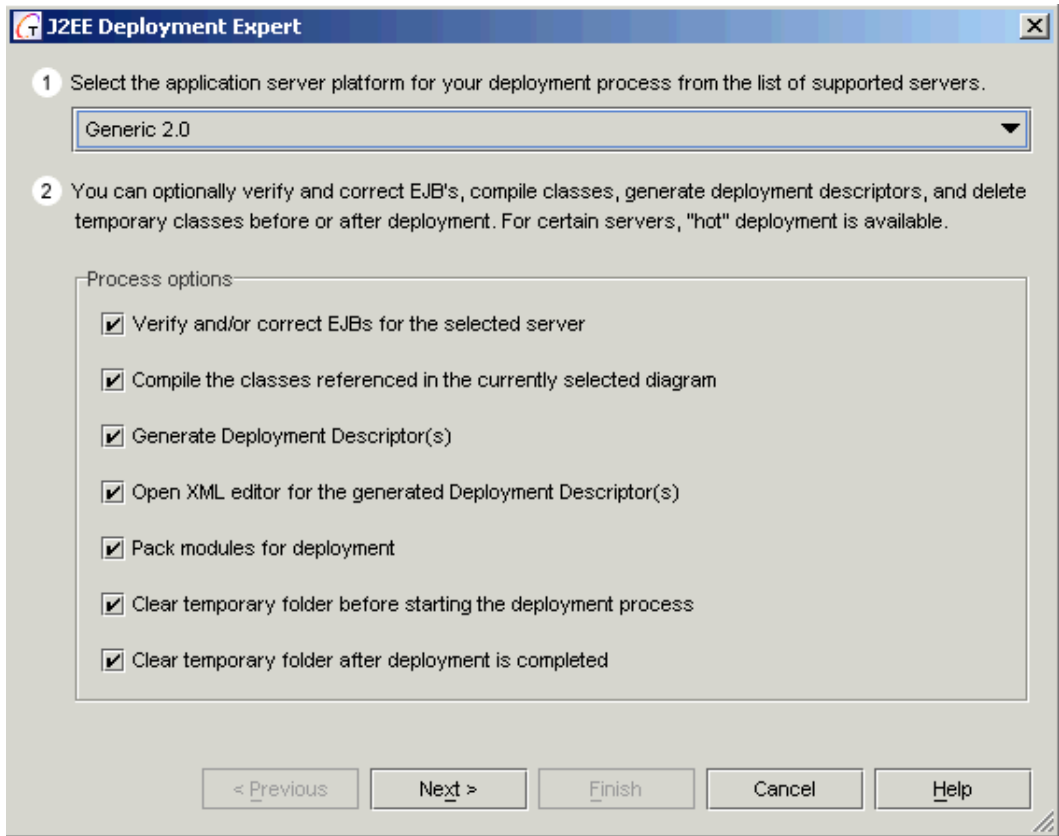 J2EE Deployment Expert
1 Select the application server platform for your deployment process from the list of supported servers.
Generic 2.0
2 You can optionally verify and correct EJB's, compile classes, generate deployment descriptors, and delete
temporary classes before or after deployment. For certain servers, "hot" deployment is available.
Process options
Verify and/or correct EJBs for the selected server
Compile the classes referenced in the currently selected diagram
Generate Deployment Descriptor(s)
Open XML editor for the generated Deployment Descriptor(s)
Pack modules for deployment
Clear temporary folder before starting the deployment process
Clear temporary folder after deployment is completed
< Previous Next > Finish Cancel Help